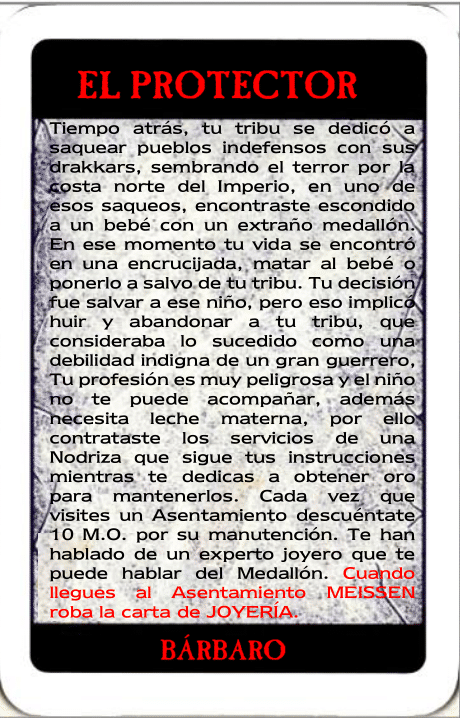 EL PROTECTOR
Tiempo atrás, tu tribu se dedicó a
saquear pueblos indefensos con sus
drakkars, sembrando el terror por la
costa norte del Imperio, en uno de
esos saqueos, encontraste escondido
a un bebé con un extraño medallón.
En ese momento tu vida se encontró
en una encrucijada, matar al bebé o
ponerlo a salvo de tu tribu. Tu decisión
fue salvar a ese niño, pero eso implicó
huir y abandonar a tu tribu, que
consideraba lo sucedido como una
debilidad indigna de un gran guerrero,
Tu profesión es muy peligrosa y el niño
no te puede acompañar, además
necesita leche materna, por ello
contrataste los servicios de una
Nodriza que sigue tus instrucciones
mientras te dedicas a obtener oro
para mantenerlos. Cada vez que
visites un Asentamiento descuéntate
10 M.O. por su manutención. Te han
hablado de un experto joyero que te
puede hablar del Medallón. Cuando
llegues al Asentamiento MEISSEN
roba la carta de JOYERÍA.
BÁRBARO